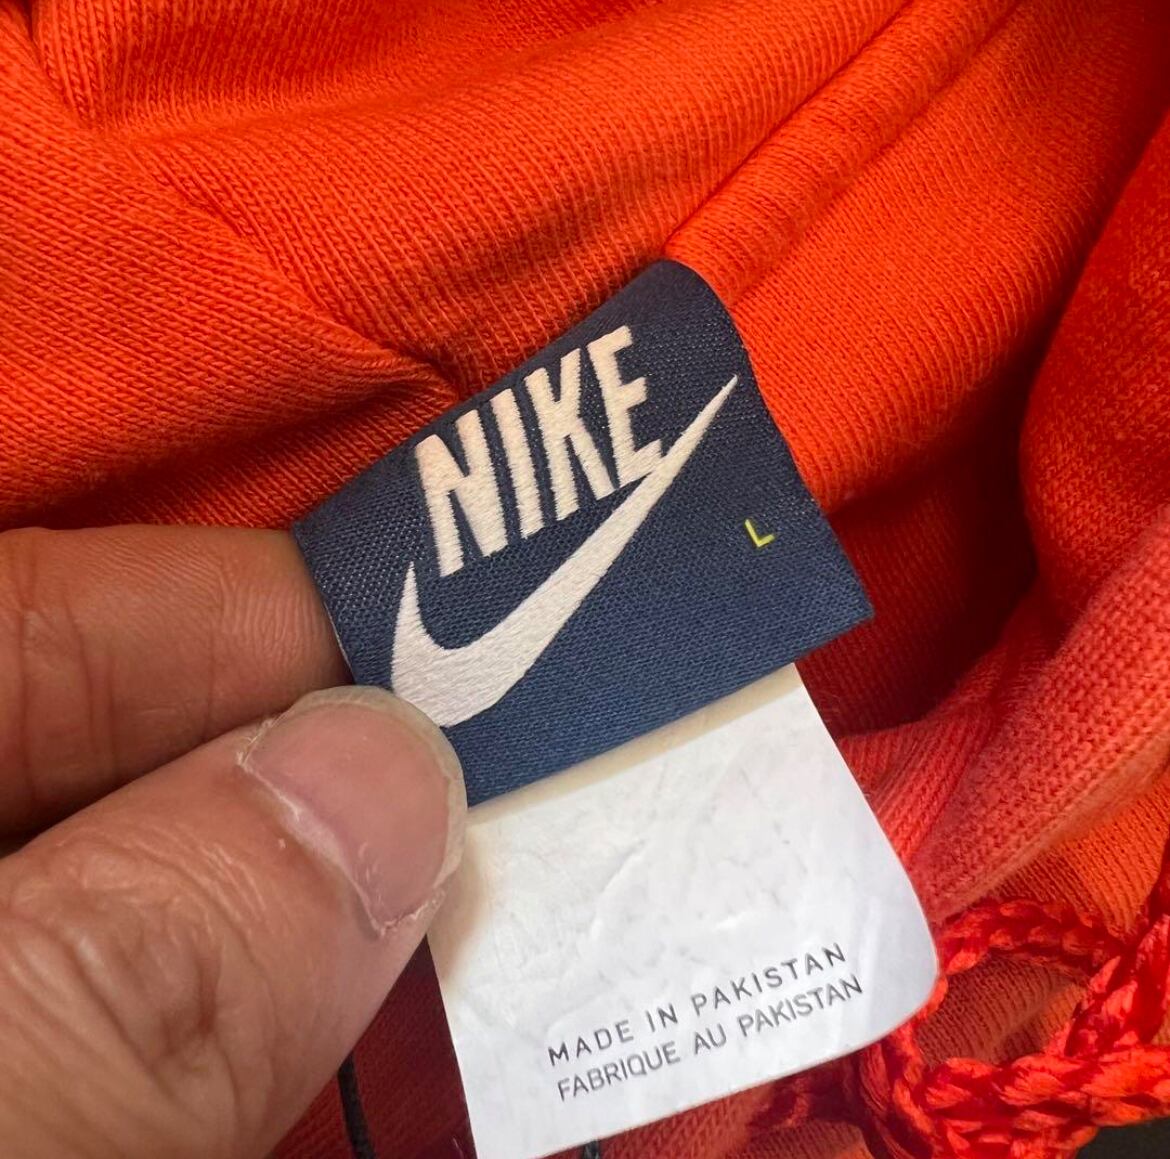 NIKE
L
MADE IN PAKISTAN
FABRIQUE AU PAKISTAN